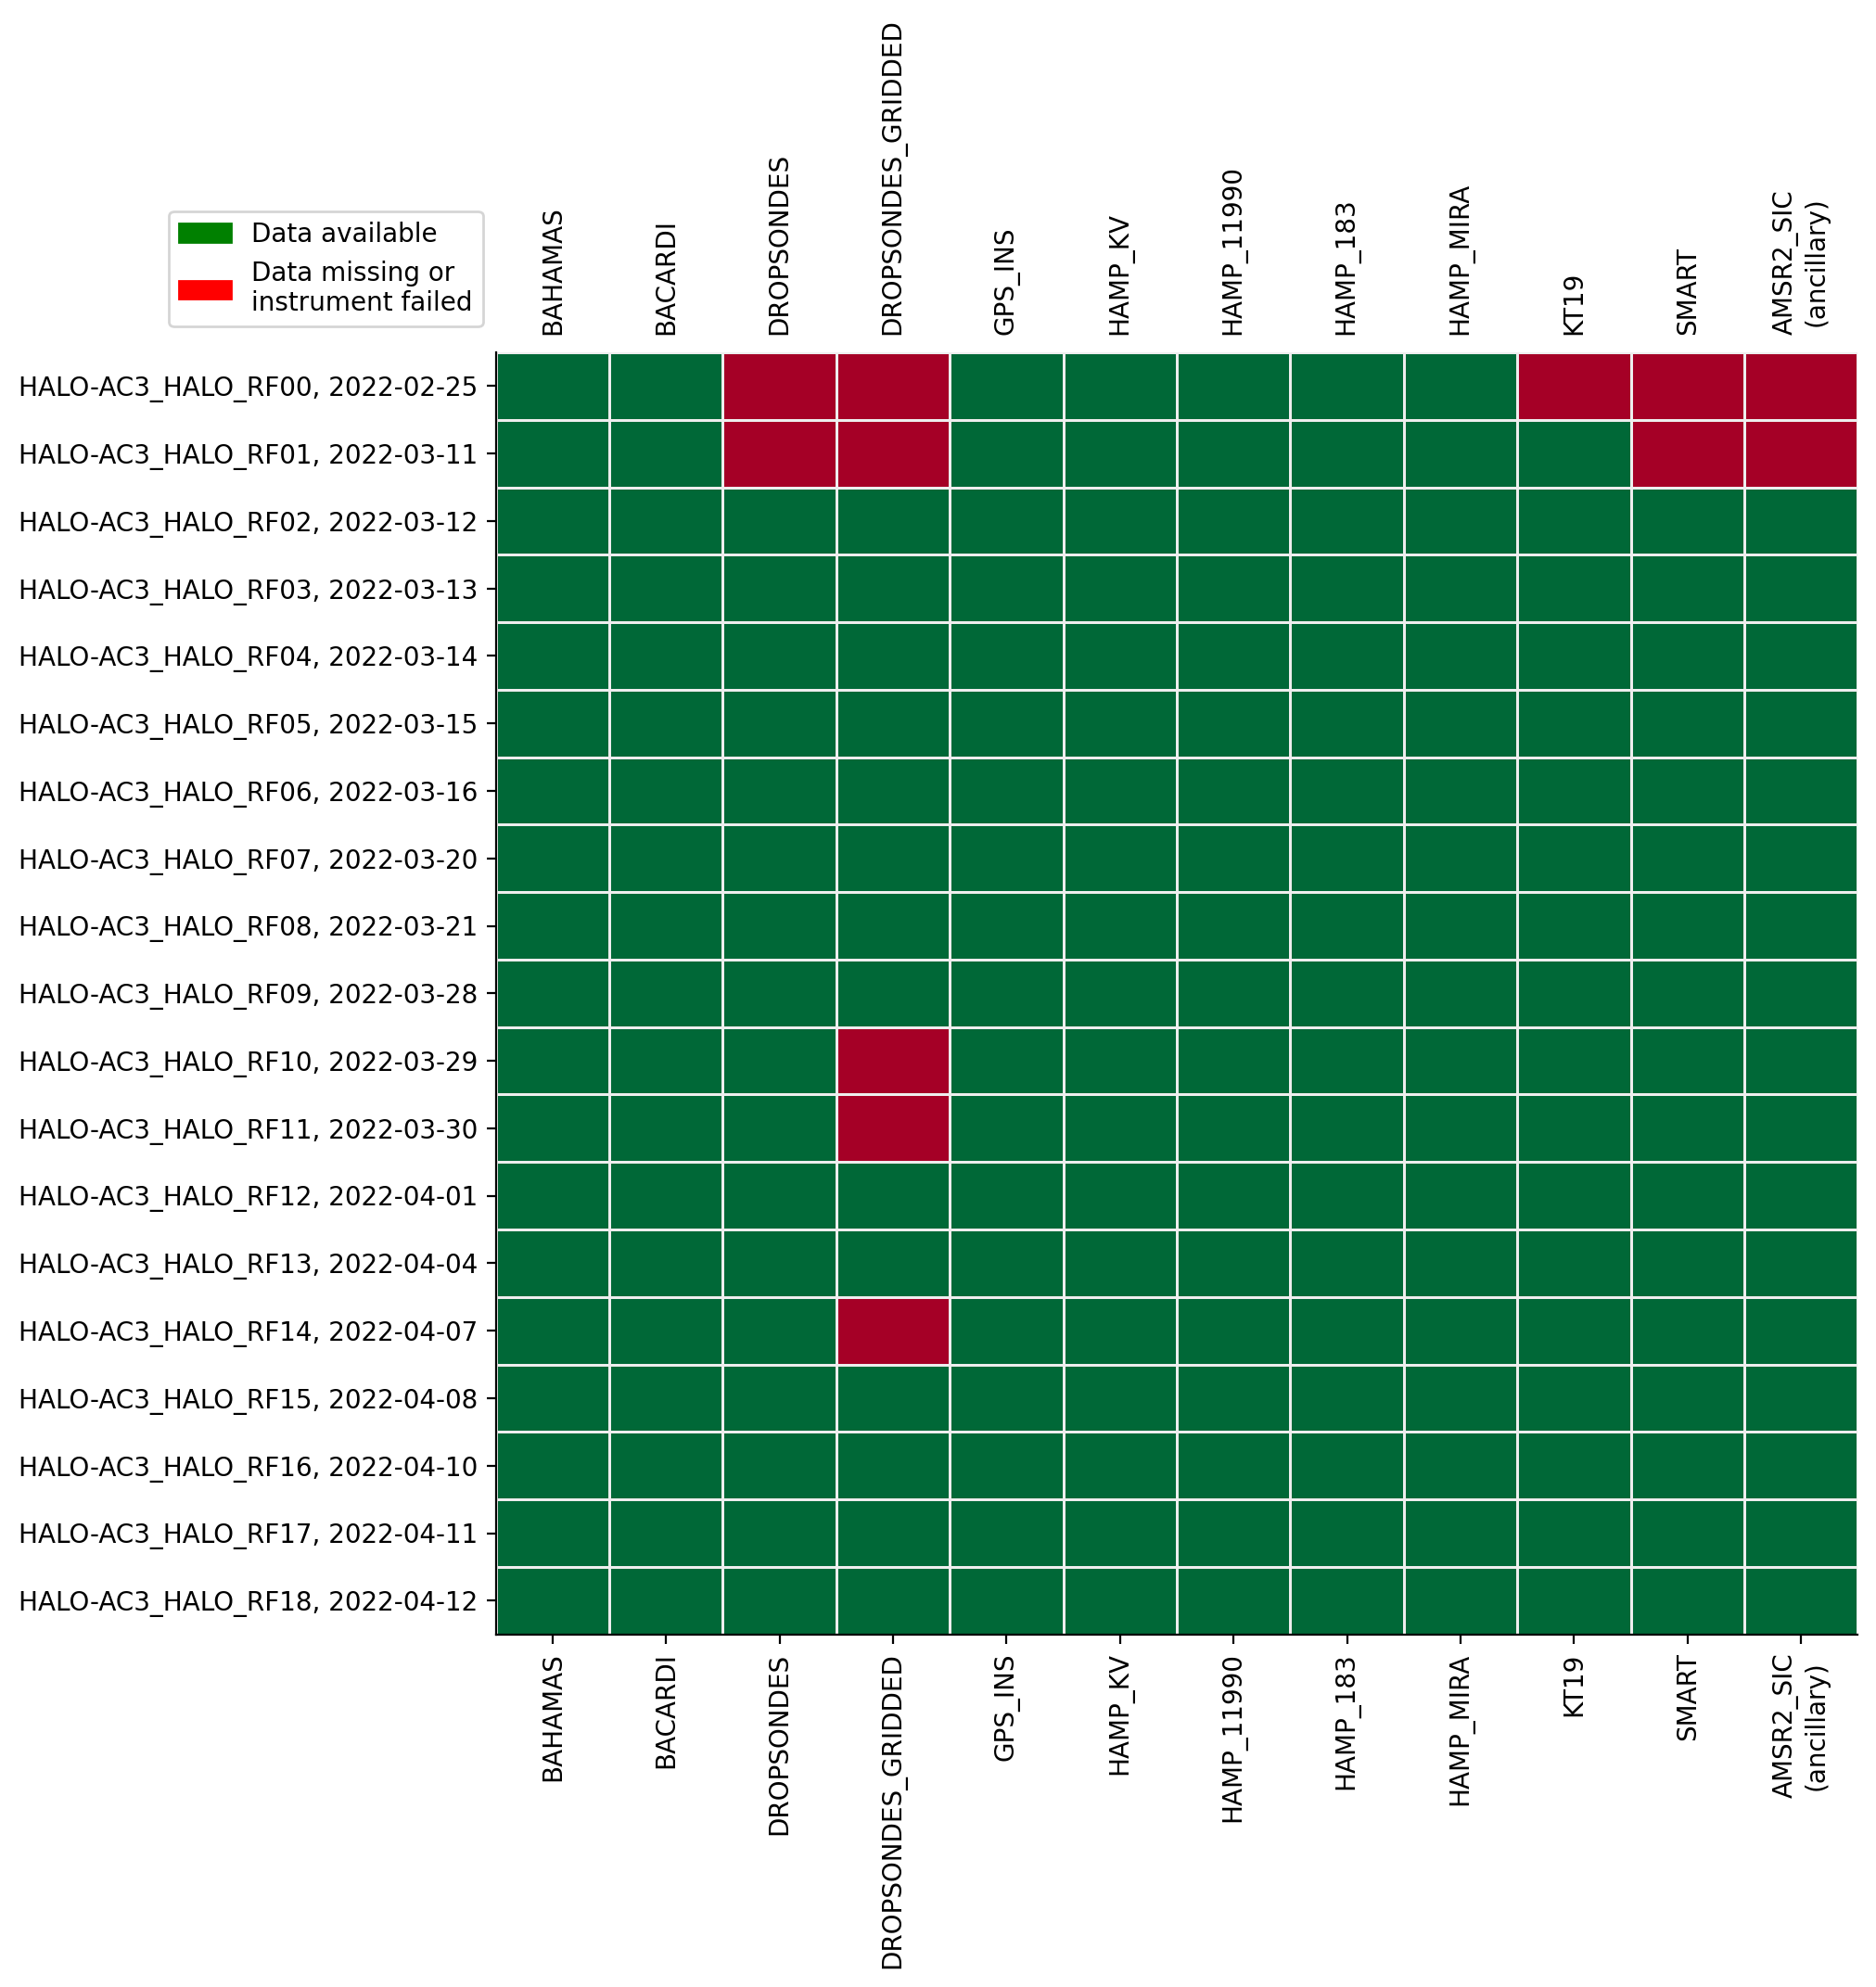 BAHAMAS
BACARDI
DROPSONDES
DROPSONDES_GRIDDED
GPS_INS
HAMP_KV
HAMP_11990
HAMP_183
HAMP_MIRA
KT19
SMART
AMSR2_SIC
(ancillary)
Data available
Data missing or
instrument failed
HALO-AC3_HALO_RF00, 2022-02-25
HALO-AC3_HALO_RF01, 2022-03-11
HALO-AC3_HALO_RF02, 2022-03-12
HALO-AC3_HALO_RF03, 2022-03-13
HALO-AC3_HALO_RF04, 2022-03-14
HALO-AC3_HALO_RF05, 2022-03-15
HALO-AC3_HALO_RF06, 2022-03-16
HALO-AC3_HALO_RF07, 2022-03-20
HALO-AC3_HALO_RF08, 2022-03-21
HALO-AC3_HALO_RF09, 2022-03-28
HALO-AC3_HALO_RF10, 2022-03-29
HALO-AC3_HALO_RF11, 2022-03-30
HALO-AC3_HALO_RF12, 2022-04-01
HALO-AC3_HALO_RF13, 2022-04-04
HALO-AC3_HALO_RF14, 2022-04-07
HALO-AC3_HALO_RF15, 2022-04-08
HALO-AC3_HALO_RF16, 2022-04-10
HALO-AC3_HALO_RF17, 2022-04-11
HALO-AC3_HALO_RF18, 2022-04-12
BAHAMAS
BACARDI
DROPSONDES
DROPSONDES_GRIDDED
GPS_INS
HAMP_KV
HAMP_11990
HAMP_183
HAMP_MIRA
KT19
SMART
AMSR2_SIC
(ancillary)